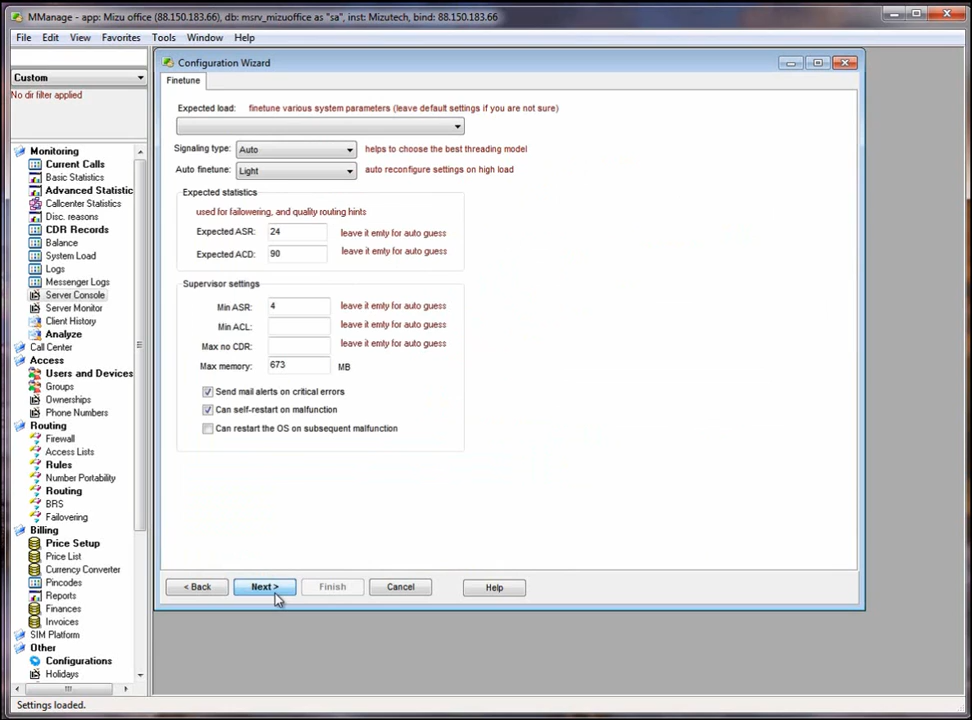 MManage - app: Mizu office (88.150.183.66), db: msrv_mizuoffice as "sa", inst: Mizutech, bind: 88.150.183.66
File Edit View Favorites Tools Window Help
Custom
No dir filter applied
Monitoring
Current Calls
Basic Statistics
Advanced Statistic
Callcenter Statistics
Disc. reasons
CDR Records
Balance
System Load
Logs
Messenger Logs
Server Console
Server Monitor
Client History
Analyze
Call Center
Access
Users and Devices
Groups
Ownerships
Phone Numbers
Routing
Firewall
Access Lists
Rules
Number Portability
Routing
BRS
Failovering
Billing
Price Setup
Price List
Currency Converter
Pincodes
Reports
Finances
Invoices
SIM Platform
Other
Configurations
Holidays
Configuration Wizard
Finetune
Expected load: finetune various system parameters (leave default settings if you are not sure)
Signaling type: Auto helps to choose the best threading model
Auto finetune: Light auto reconfigure settings on high load
Expected statistics
used for failowering, and quality routing hints
Expected ASR: 24 leave it emty for auto guess
Expected ACD: 90 leave it emty for auto guess
Supervisor settings
Min ASR: 4 leave it emty for auto guess
Min ACL: leave it emty for auto guess
Max no CDR: leave it emty for auto guess
Max memory: 673 MB
Send mail alerts on critical errors
Can self-restart on malfunction
Can restart the OS on subsequent malfunction
< Back Next > Finish Cancel Help
Settings loaded.